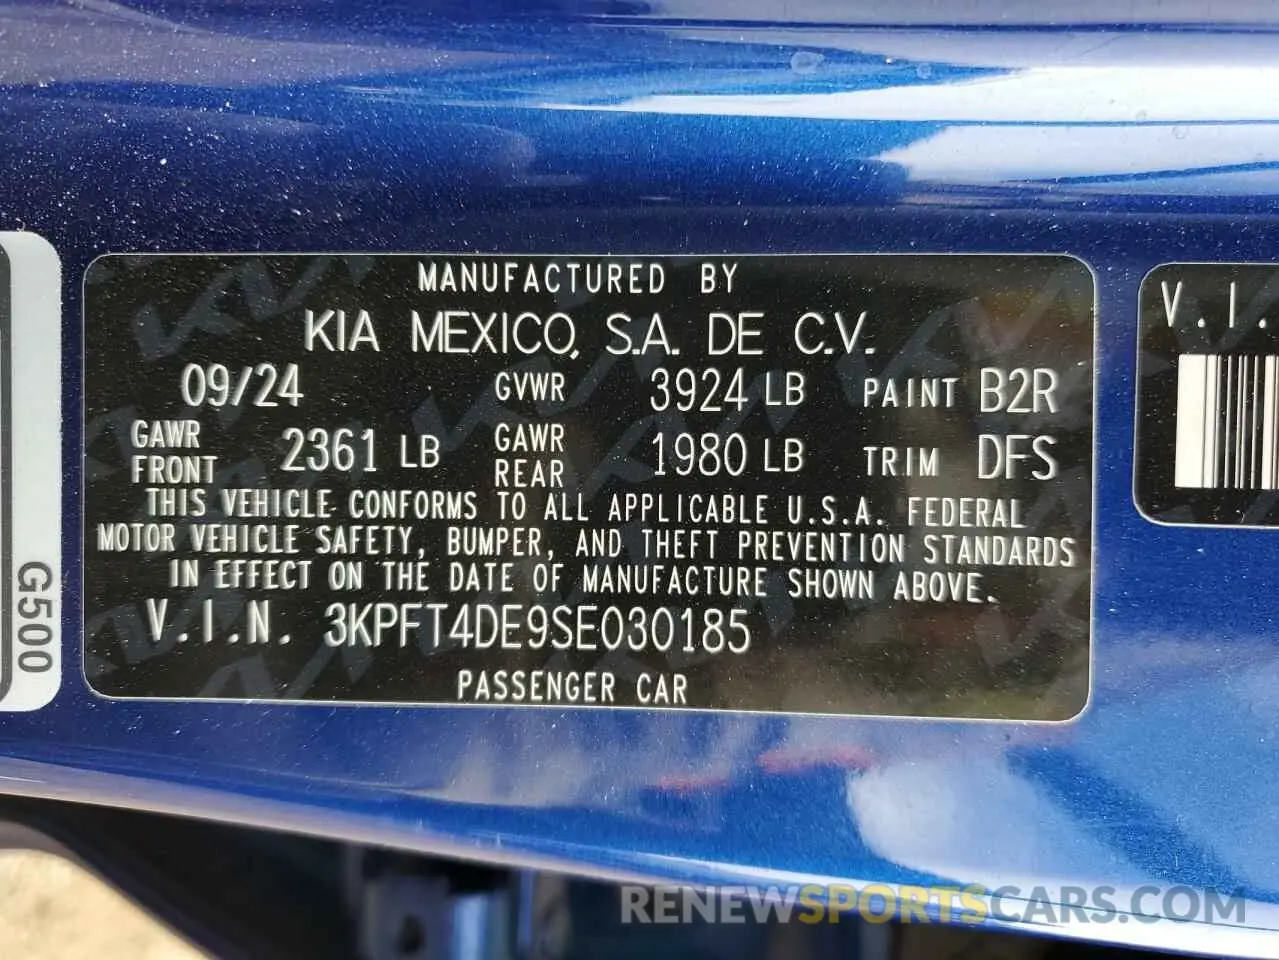 MANUFACTURED BY
KIA MEXICO, S.A. DE C.V.
09/24 GVWR 3924 LB PAINT B2R
GAWR FRONT 2361 LB GAWR REAR 1980 LB TRIM DFS
THIS VEHICLE CONFORMS TO ALL APPLICABLE U.S.A. FEDERAL
MOTOR VEHICLE SAFETY, BUMPER, AND THEFT PREVENTION STANDARDS
IN EFFECT ON THE DATE OF MANUFACTURE SHOWN ABOVE.
V.I.N. 3KPFT4DE9SE030185
PASSENGER CAR
G500
V.I.
RENEWSPORTSCARS.COM